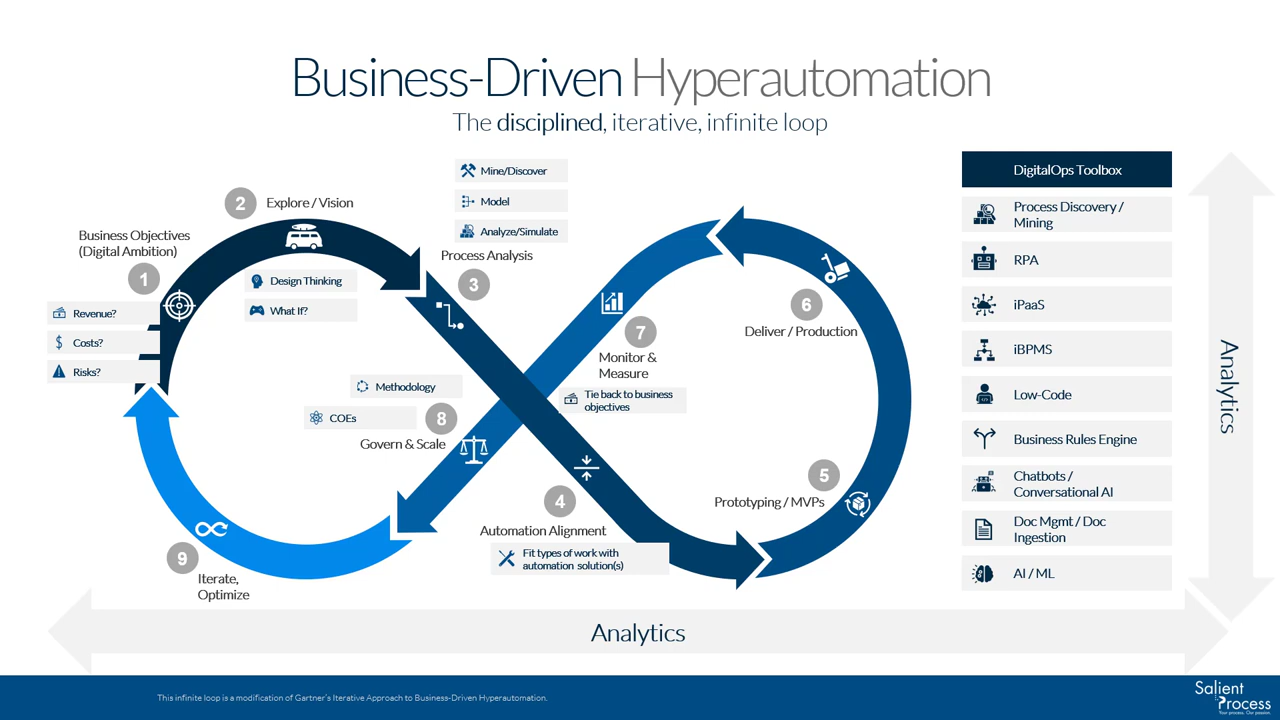 Business-Driven Hyperautomation
The disciplined, iterative, infinite loop
1
Business Objectives
(Digital Ambition)
Revenue?
Costs?
Risks?
2
Explore / Vision
Design Thinking
What If?
Mine/Discover
Model
Analyze/Simulate
Process Analysis
3
4
Automation Alignment
Fit types of work with
automation solution(s)
5
Prototyping / MVPs
6
Deliver / Production
7
Monitor &
Measure
Tie back to business
objectives
Methodology
COEs
8
Govern & Scale
9
Iterate,
Optimize
DigitalOps Toolbox
Process Discovery /
Mining
RPA
iPaaS
iBPMS
Low-Code
Business Rules Engine
Chatbots /
Conversational AI
Doc Mgmt / Doc
Ingestion
AI / ML
Analytics
Analytics
This infinite loop is a modification of Gartner's Iterative Approach to Business-Driven Hyperautomation.
Salient
Process
Your process. Our passion.